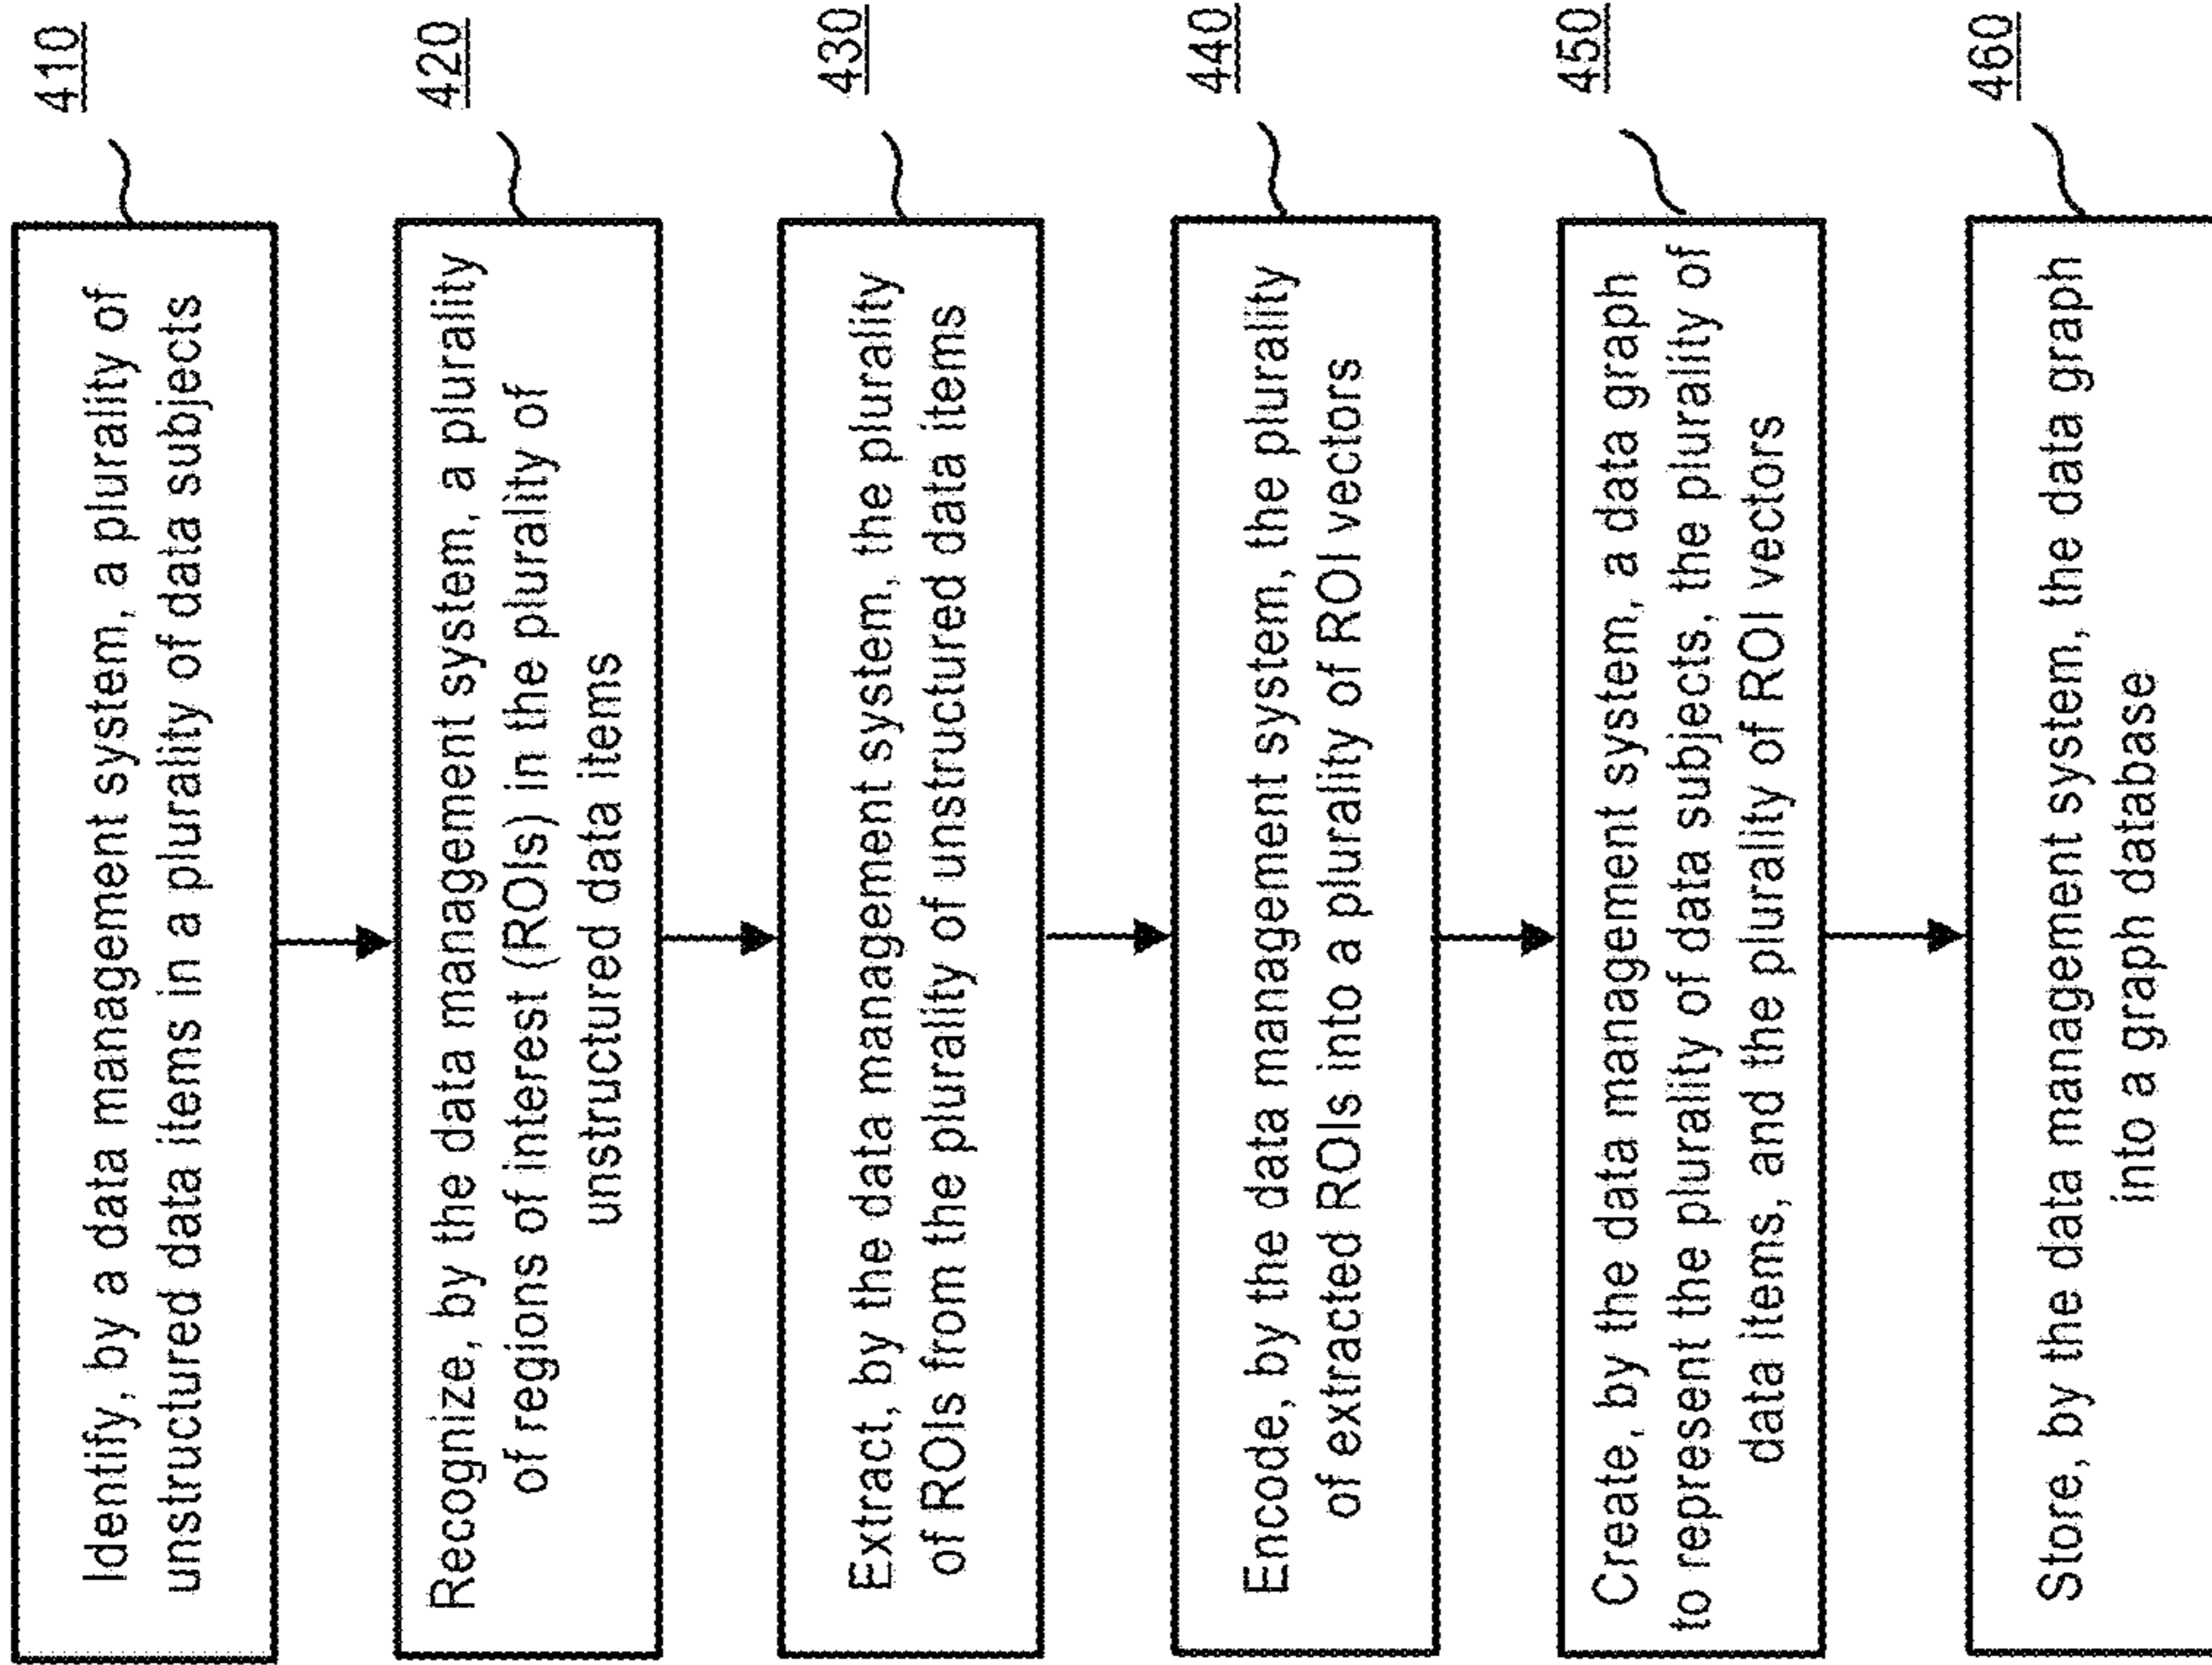 410
Identify, by a data management system, a plurality of
unstructured data items in a plurality of data subjects
420
Recognize, by the data management system, a plurality
of regions of interest (ROIs) in the plurality of
unstructured data items
430
Extract, by the data management system, the plurality
of ROIs from the plurality of unstructured data items
440
Encode, by the data management system, the plurality
of extracted ROIs into a plurality of ROI vectors
450
Create, by the data management system, a data graph
to represent the plurality of data subjects, the plurality of
data items, and the plurality of ROI vectors
460
Store, by the data management system, the data graph
into a graph database